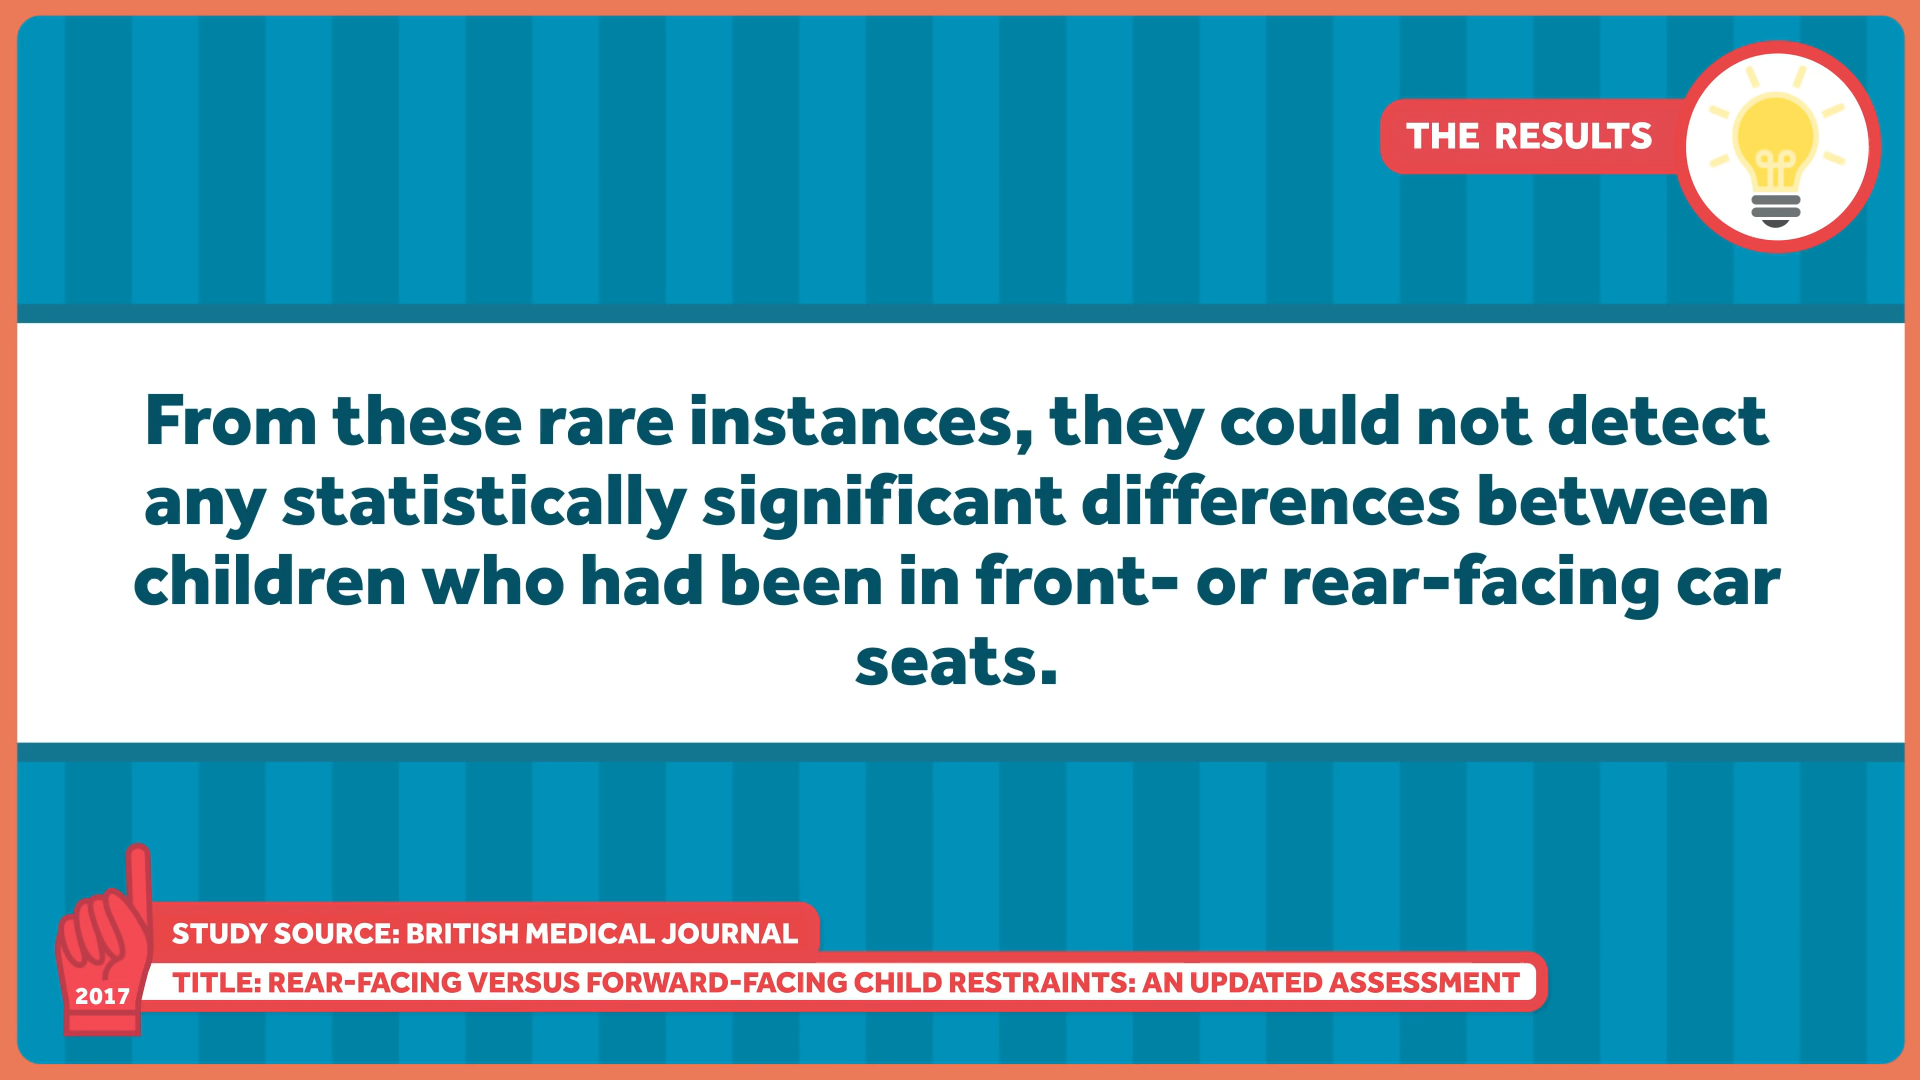 THE RESULTS
From these rare instances, they could not detect
any statistically significant differences between
children who had been in front- or rear-facing car
seats.
STUDY SOURCE: BRITISH MEDICAL JOURNAL
TITLE: REAR-FACING VERSUS FORWARD-FACING CHILD RESTRAINTS: AN UPDATED ASSESSMENT
2017